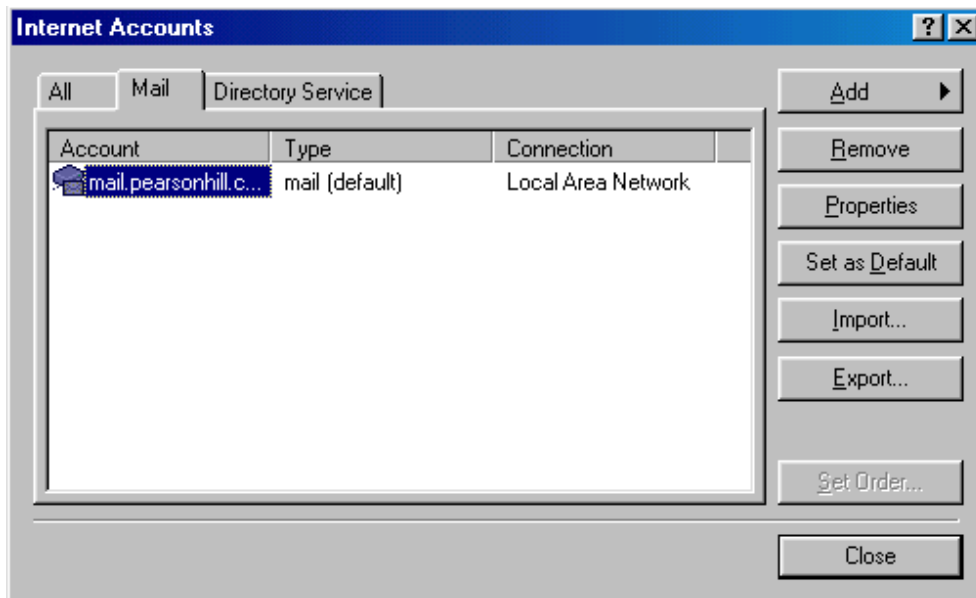 Internet Accounts
All
Mail
Directory Service
Add
Account Type Connection
mail.pearsonhill.c... mail (default) Local Area Network
Remove
Properties
Set as Default
Import...
Export...
Set Order...
Close